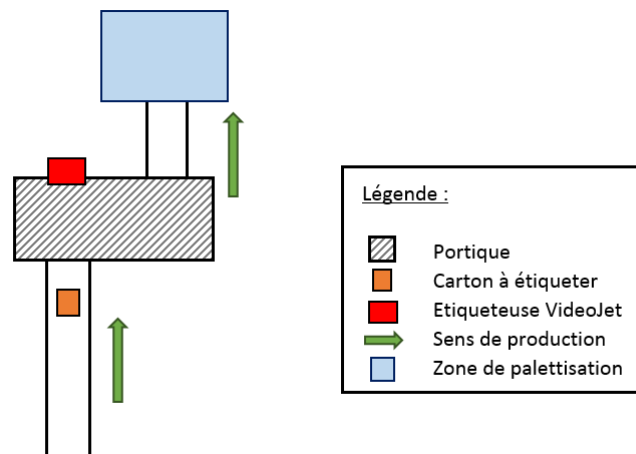 Légende :
Portique
Carton à étiqueter
Etiqueteuse VideoJet
Sens de production
Zone de palettisation